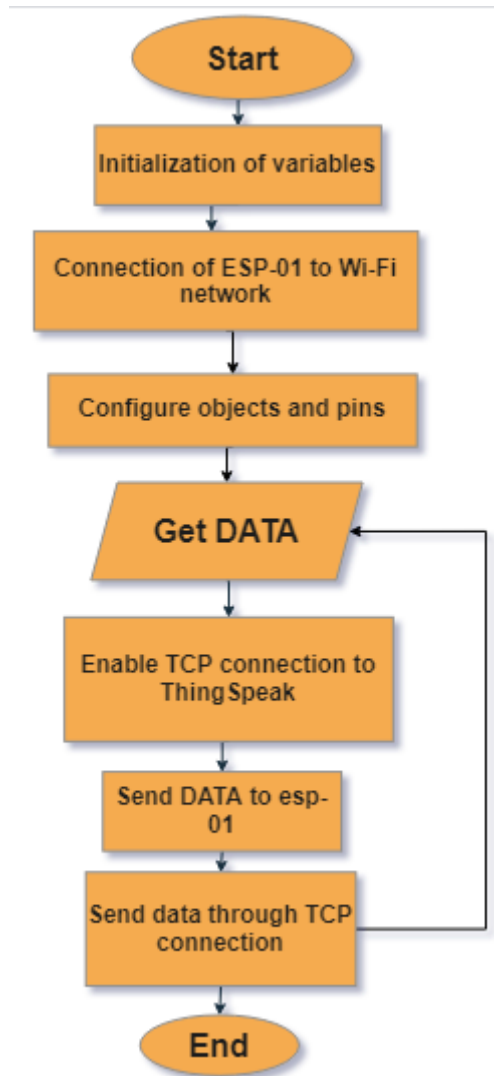 Start
Initialization of variables
Connection of ESP-01 to Wi-Fi
network
Configure objects and pins
Get DATA
Enable TCP connection to
ThingSpeak
Send DATA to esp-
01
Send data through TCP
connection
End